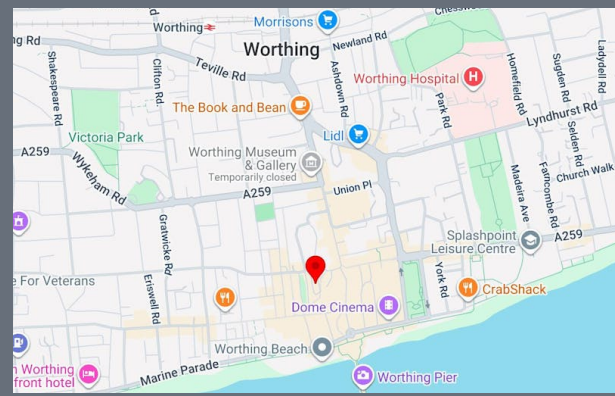 Morrisons
Worthing
Worthing
Newland Rd
Chesswo
ng Rd
Teville Rd
Shakespeare Rd
Clifton Rd
Ashdown Rd
Worthing Hospital
H
Homefield Rd
Sugden Rd
Ladydell Rd
The Book and Bean
Park Rd
Lyndhurst Rd
Victoria Park
Lidl
Selden Rd
A259
Wykeham Rd
Worthing Museum
& Gallery
Temporarily closed
A259
Union Pl
Church Walk
Farncombe Rd
Madeira Ave
Gratwicke Rd
Splashpoint
Leisure Centre
A259
York Rd
e For Veterans
Eriswell Rd
CrabShack
Dome Cinema
Worthing Beach
n Worthing
front hotel
Marine Parade
Worthing Pier